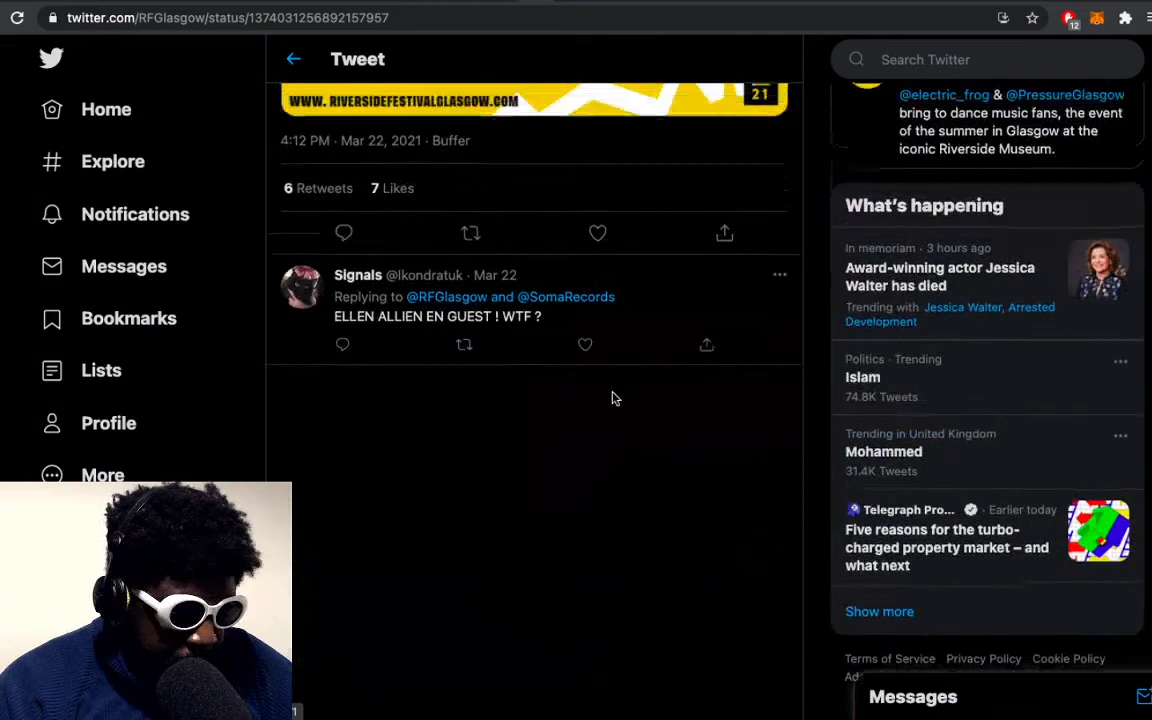 twitter.com/RFGlasgow/status/1374031256892157957
12
Home
Explore
Notifications
Messages
Bookmarks
Lists
Profile
More
Tweet
WWW. RIVERSIDEFESTIVALGLASGOW.COM
21
4:12 PM · Mar 22, 2021 · Buffer
6 Retweets 7 Likes
Signals @lkondratuk · Mar 22
Replying to @RFGlasgow and @SomaRecords
ELLEN ALLIEN EN GUEST ! WTF ?
Search Twitter
@electric_frog & @PressureGlasgow
bring to dance music fans, the event
of the summer in Glasgow at the
iconic Riverside Museum.
What's happening
In memoriam · 3 hours ago
Award-winning actor Jessica
Walter has died
Trending with Jessica Walter, Arrested
Development
Politics · Trending
Islam
74.8K Tweets
Trending in United Kingdom
Mohammed
31.4K Tweets
Telegraph Pro... · Earlier today
Five reasons for the turbo-
charged property market – and
what next
Show more
Terms of Service Privacy Policy Cookie Policy
Messages